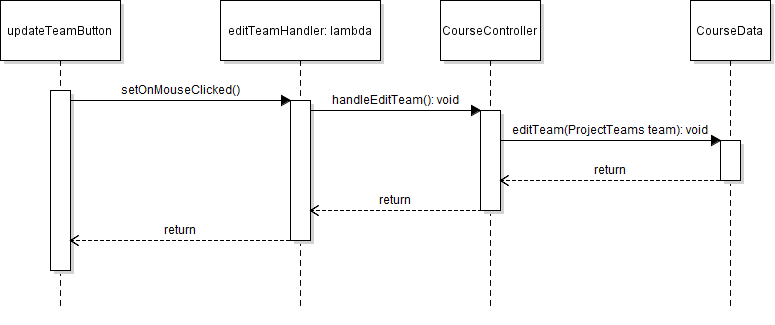 updateTeamButton
editTeamHandler: lambda
CourseController
CourseData
setOnMouseClicked()
handleEditTeam(): void
editTeam(ProjectTeams team): void
return
return
return